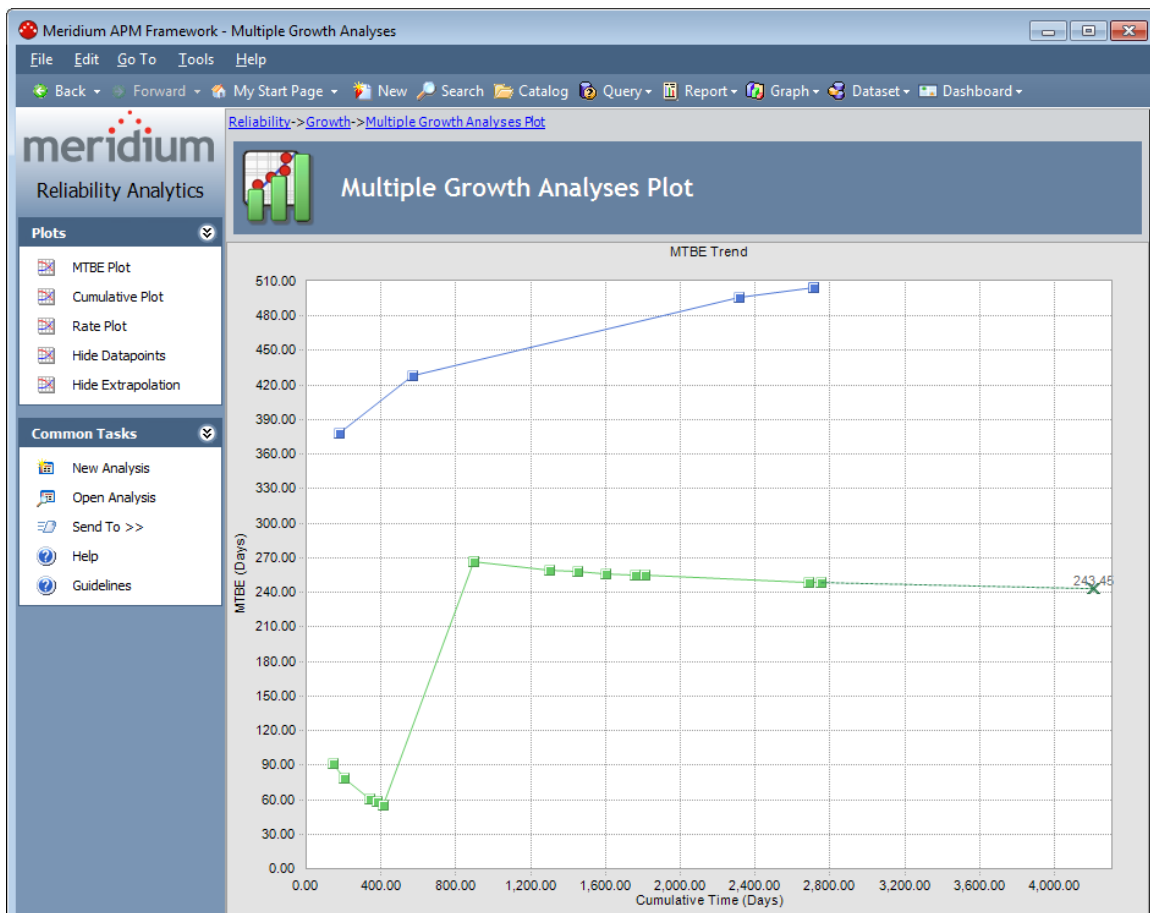 Meridium APM Framework - Multiple Growth Analyses
File Edit Go To Tools Help
Back Forward My Start Page New Search Catalog Query Report Graph Dataset Dashboard
meridium
Reliability Analytics
Plots
MTBE Plot
Cumulative Plot
Rate Plot
Hide Datapoints
Hide Extrapolation
Common Tasks
New Analysis
Open Analysis
Send To >>
Help
Guidelines
Reliability->Growth->Multiple Growth Analyses Plot
Multiple Growth Analyses Plot
MTBE Trend
MTBE (Days)
510.00
480.00
450.00
420.00
390.00
360.00
330.00
300.00
270.00
240.00
210.00
180.00
150.00
120.00
90.00
60.00
30.00
0.00
243.45
0.00 400.00 800.00 1,200.00 1,600.00 2,000.00 2,400.00 2,800.00 3,200.00 3,600.00 4,000.00
Cumulative Time (Days)